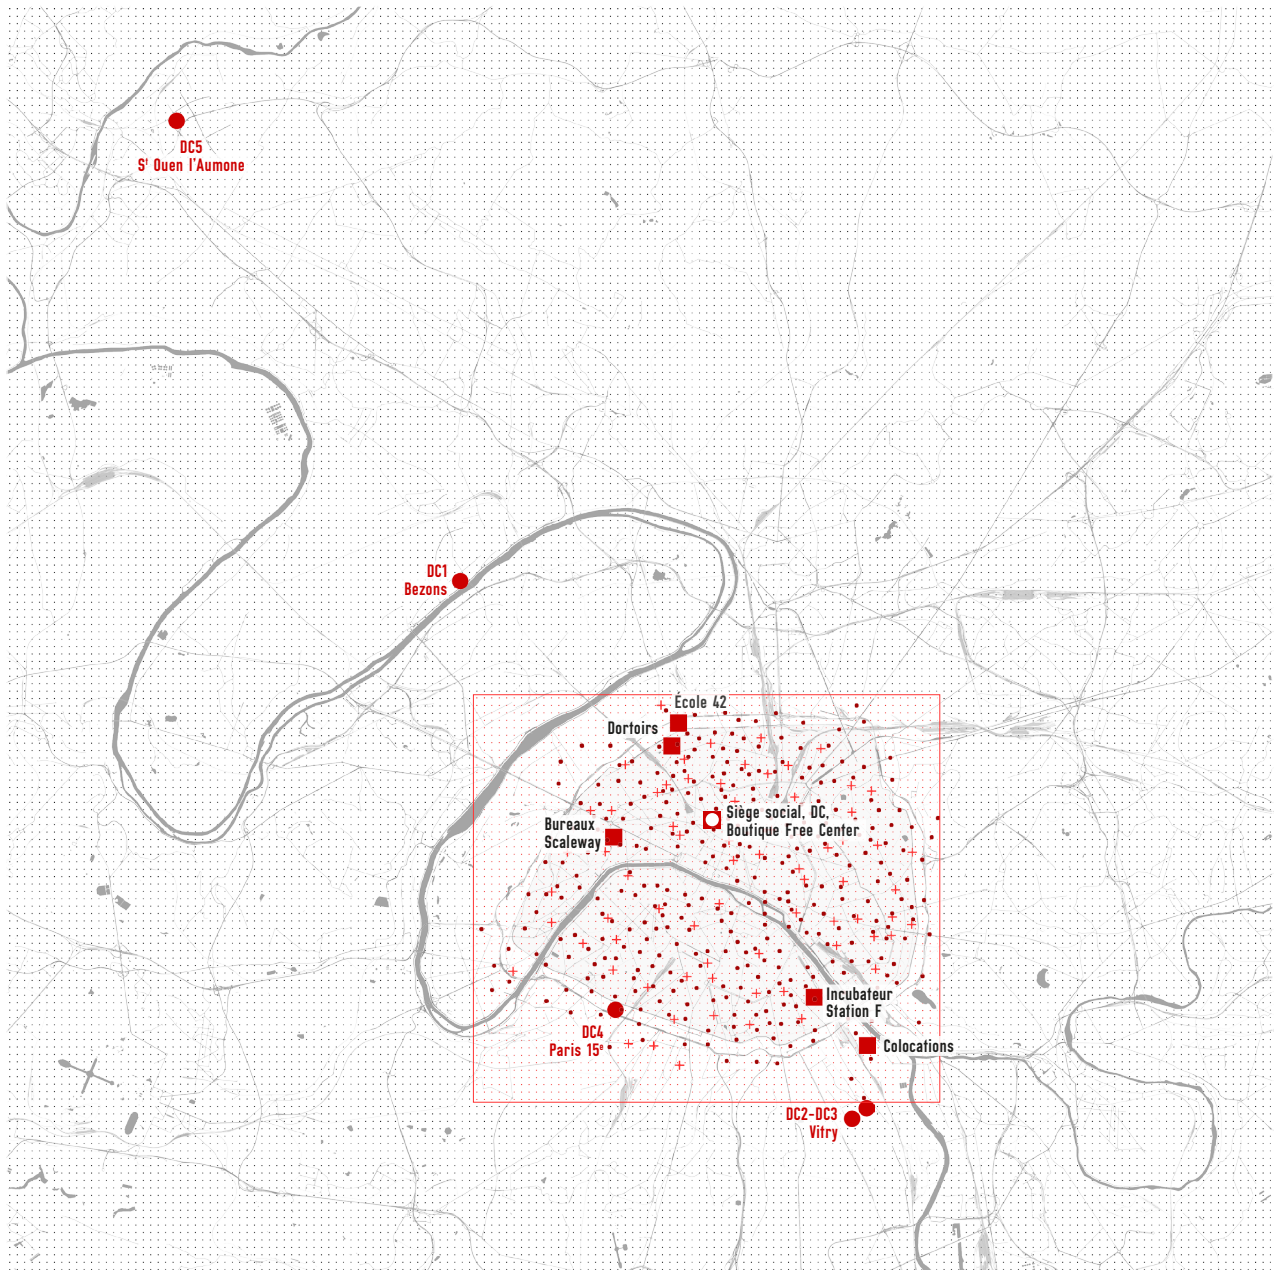 DC5
Sᵗ Ouen l'Aumone
DC1
Bezons
École 42
Dortoirs
Siège social, DC,
Boutique Free Center
Bureaux
Scaleway
Incubateur
Station F
DC4
Paris 15ᵉ
Colocations
DC2-DC3
Vitry